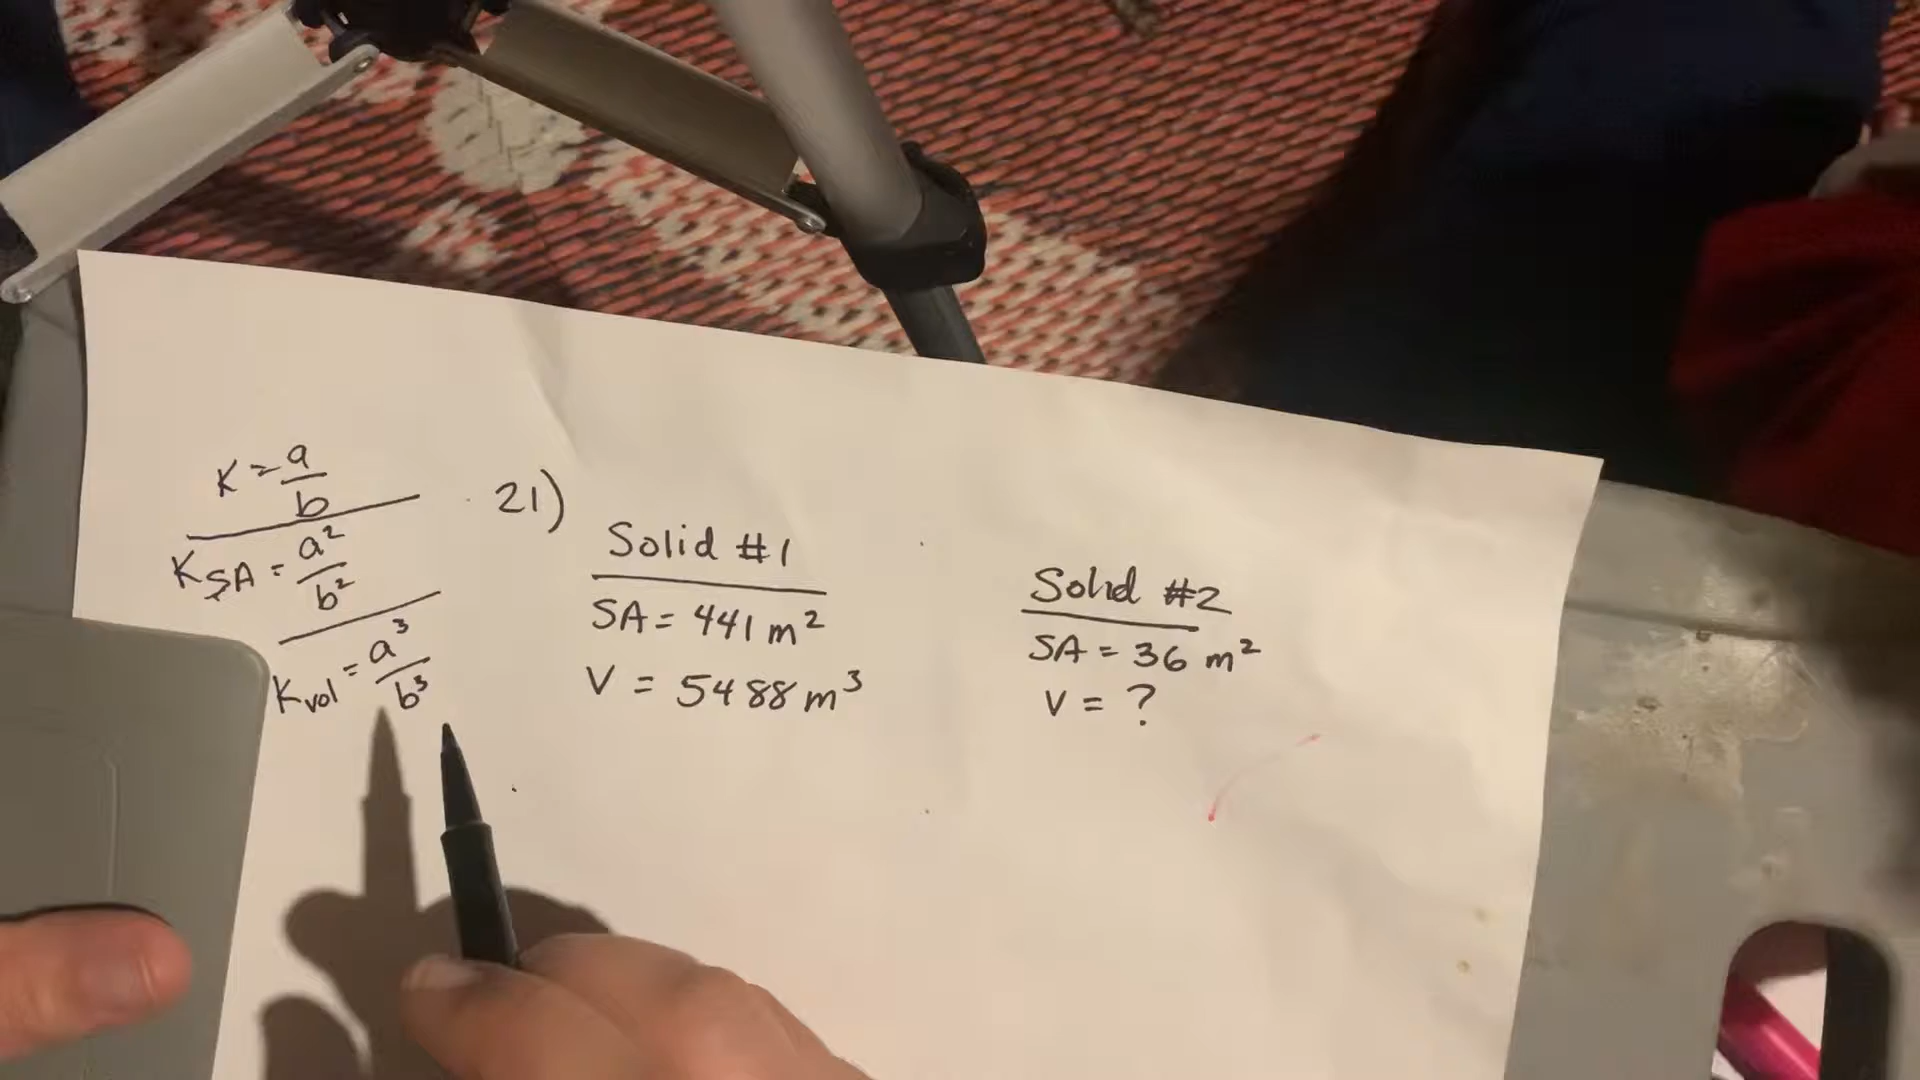 K = a/b
K_SA = a²/b²
K_vol = a³/b³
21)
Solid #1
SA = 441 m²
V = 5488 m³
Solid #2
SA = 36 m²
V = ?